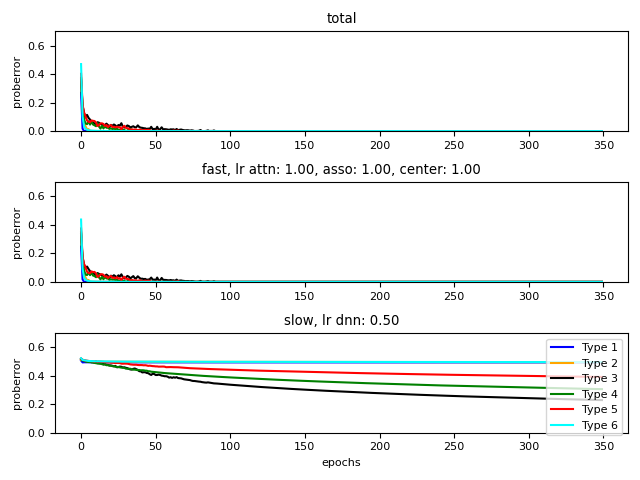 total
0.6
0.4
0.2
0.0
proberror
0 50 100 150 200 250 300 350
fast, lr attn: 1.00, asso: 1.00, center: 1.00
0.6
0.4
0.2
0.0
proberror
0 50 100 150 200 250 300 350
slow, lr dnn: 0.50
0.6
0.4
0.2
0.0
proberror
Type 1
Type 2
Type 3
Type 4
Type 5
Type 6
0 50 100 150 200 250 300 350
epochs